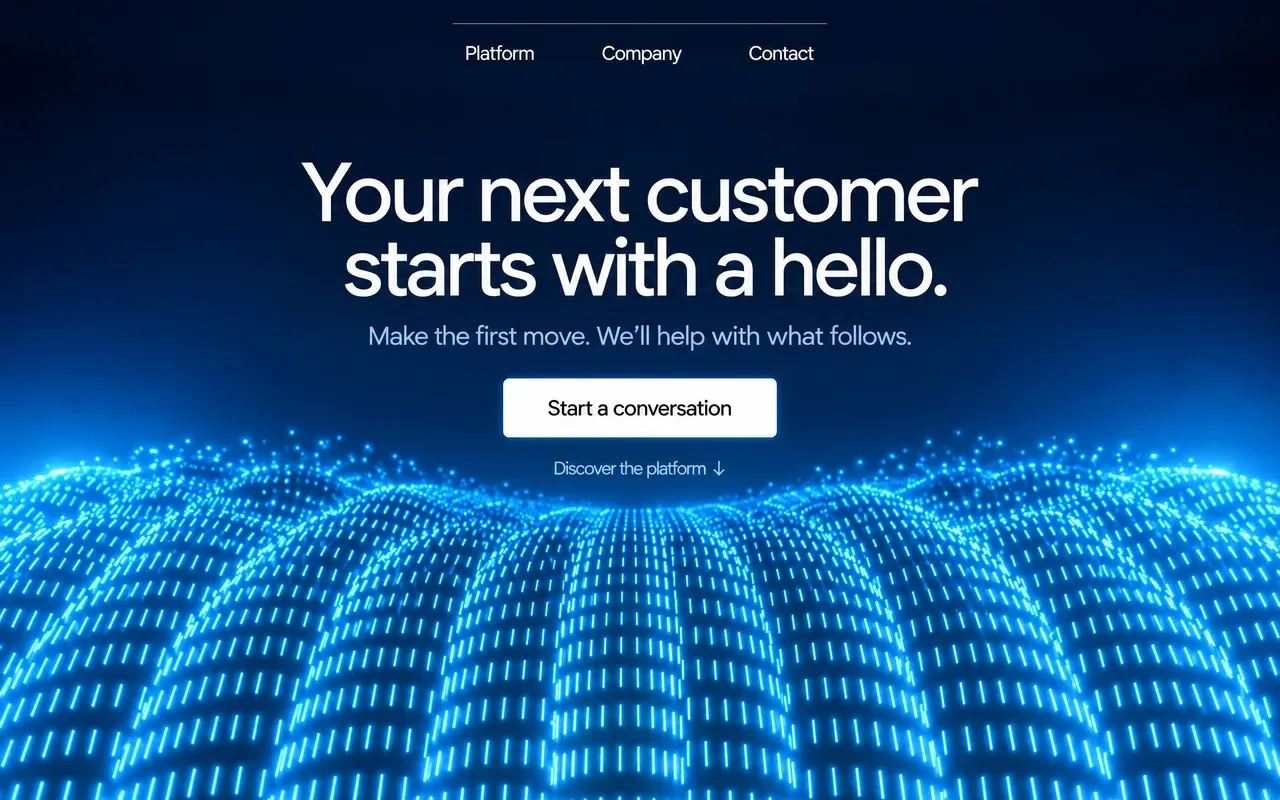 Platform Company Contact
Your next customer
starts with a hello.
Make the first move. We’ll help with what follows.
Start a conversation
Discover the platform ↓